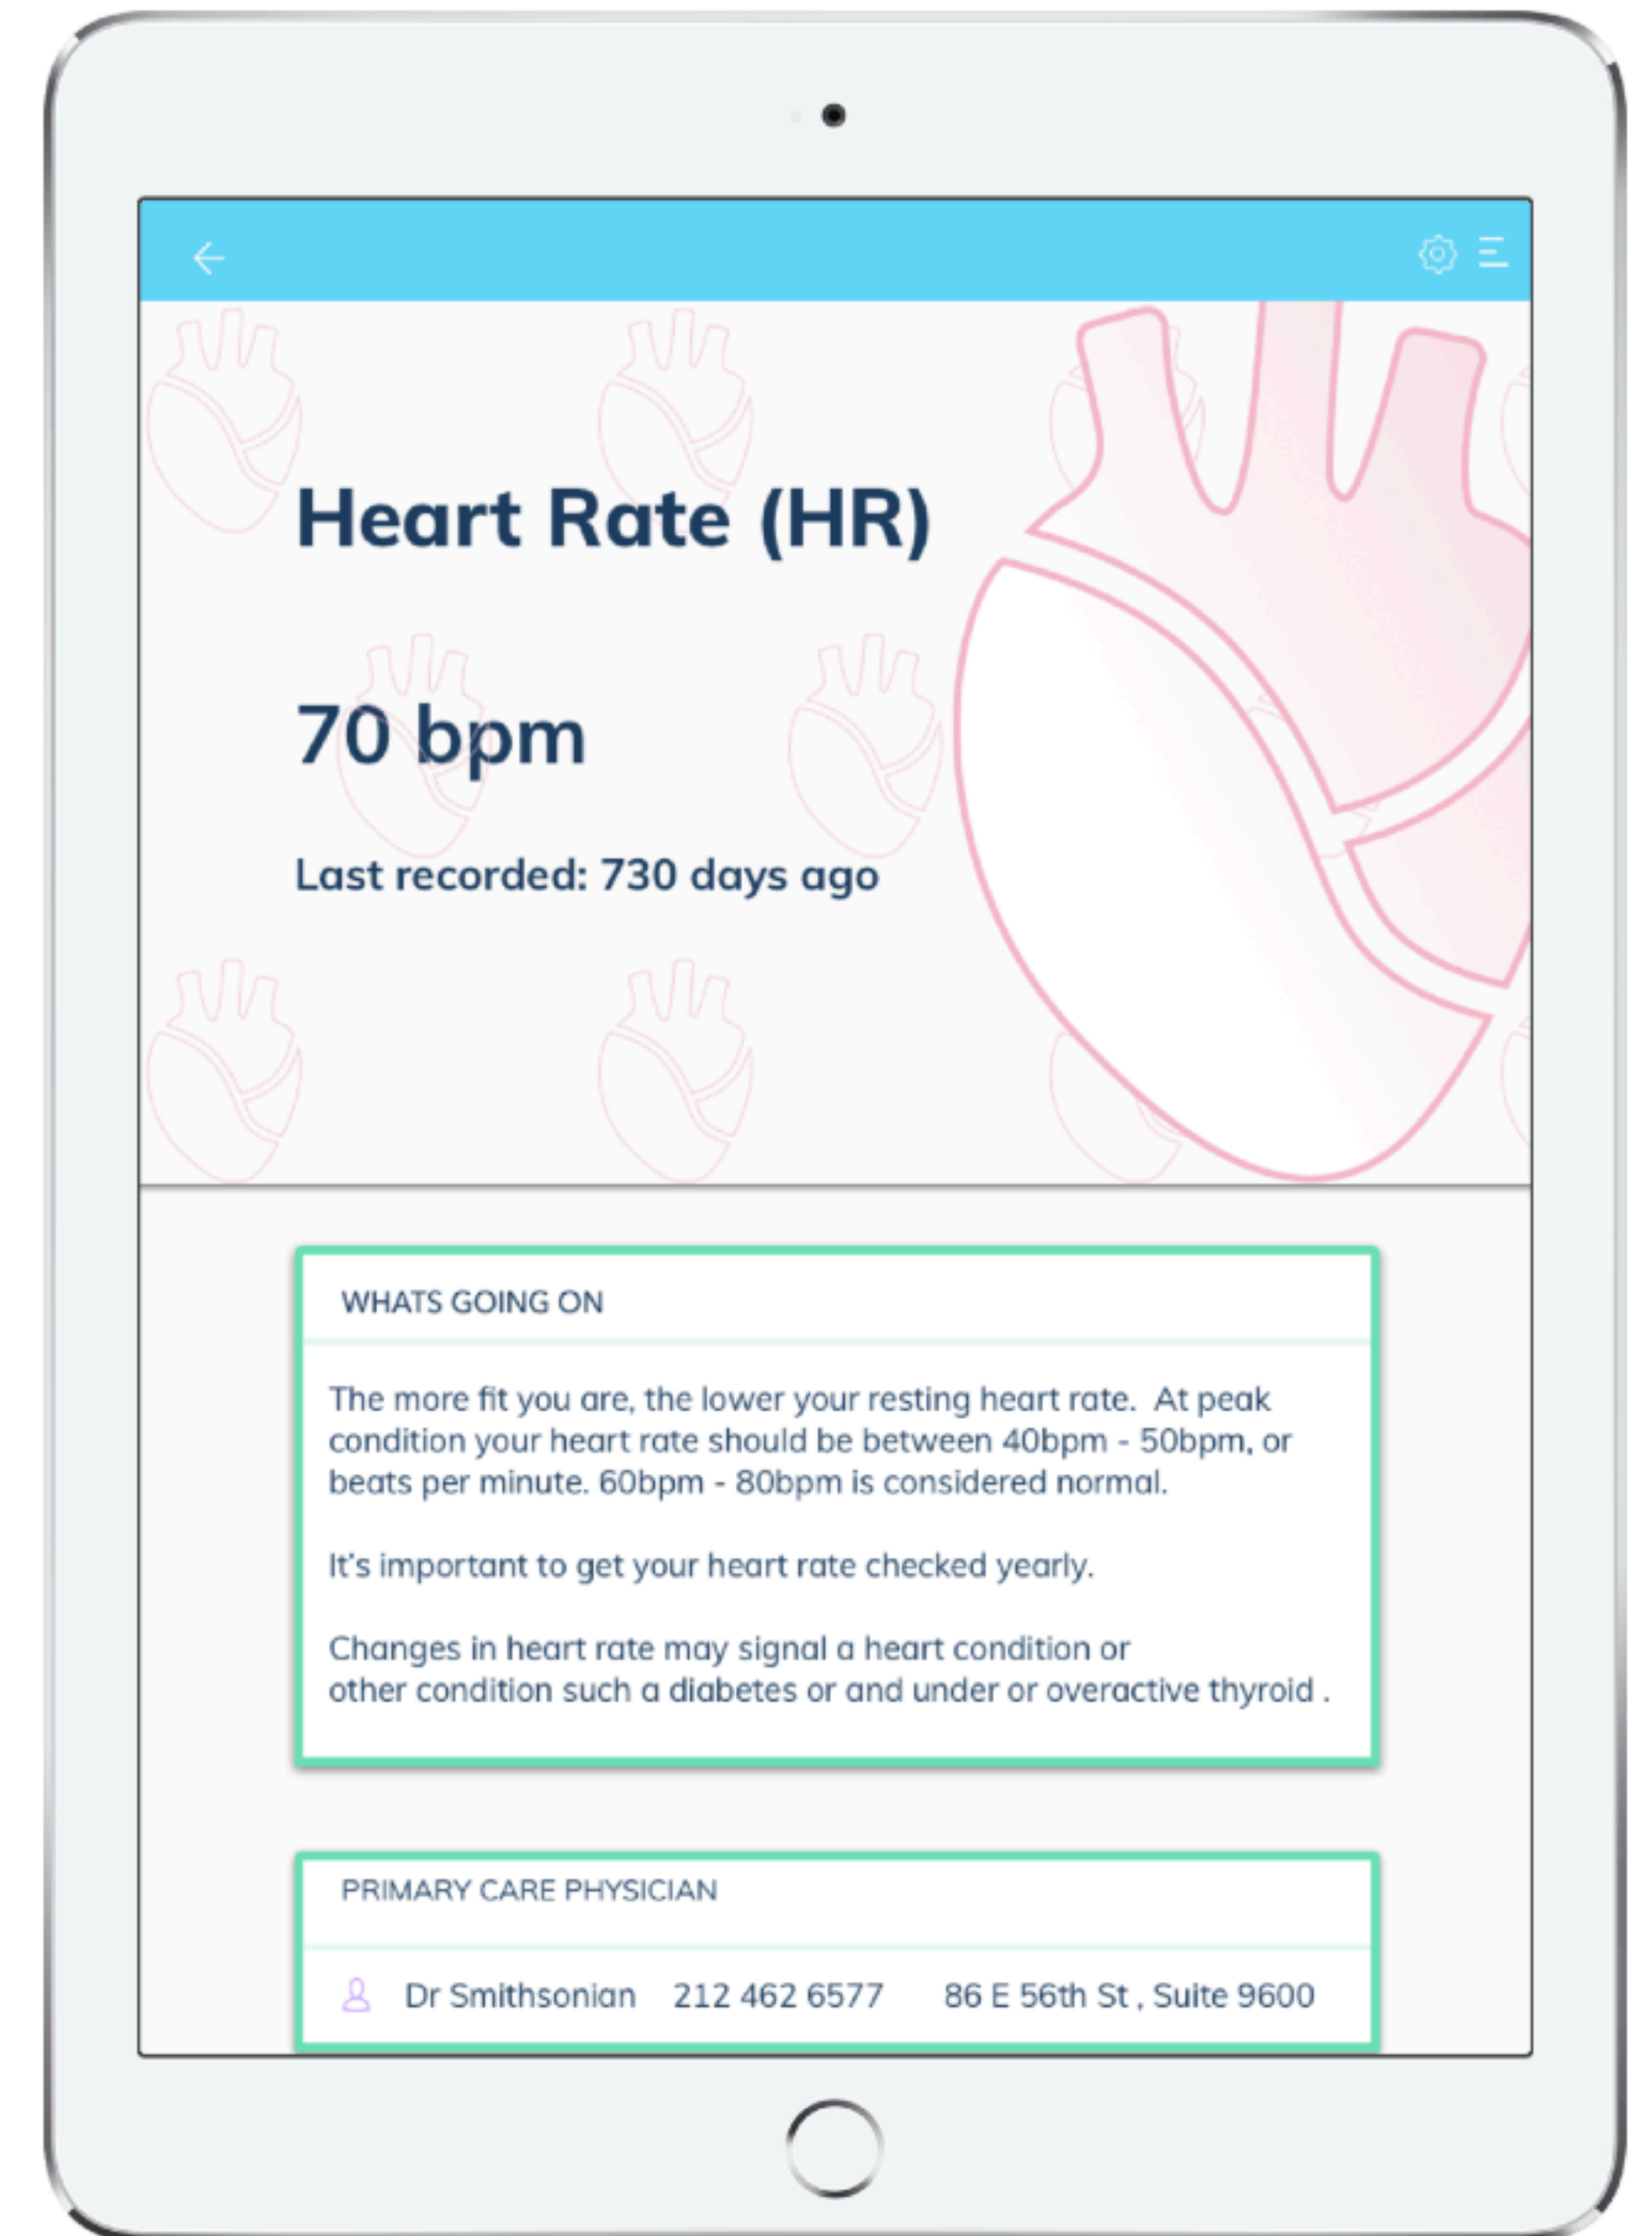 Heart Rate (HR)
70 bpm
Last recorded: 730 days ago
WHATS GOING ON
The more fit you are, the lower your resting heart rate.  At peak
condition your heart rate should be between 40bpm - 50bpm, or
beats per minute. 60bpm - 80bpm is considered normal.
It's important to get your heart rate checked yearly.
Changes in heart rate may signal a heart condition or
other condition such a diabetes or and under or overactive thyroid .
PRIMARY CARE PHYSICIAN
Dr Smithsonian 212 462 6577 86 E 56th St , Suite 9600